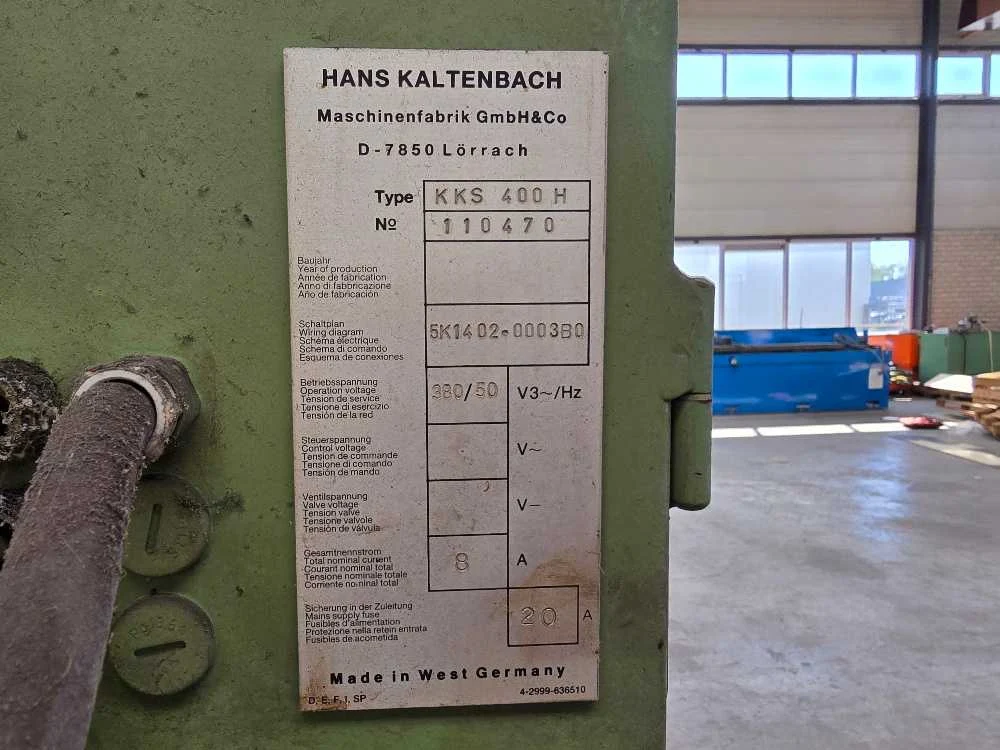 HANS KALTENBACH
Maschinenfabrik GmbH&Co
D-7850 Lörrach
Type KKS 400 H
No 110470
Baujahr
Year of production
Année de fabrication
Anno di fabbricazione
Año de fabricación
Schaltplan
Wiring diagram
Schéma électrique
Schema di comando
Esquema de conexiones
5K1402-0003B0
Betriebsspannung
Operation voltage
Tension de service
Tensione di esercizio
Tensión de la red
380/50 V3~/Hz
Steuerspannung
Control voltage
Tension de commande
Tensione di comando
Tensión de mando
V~
Ventilspannung
Valve voltage
Tension valve
Tensione valvole
Tensión de válvula
V–
Gesamtnennstrom
Total nominal current
Courant nominal total
Tensione nominale totale
Corriente nominal total
8 A
Sicherung in der Zuleitung
Mains supply fuse
Fusibles d'alimentation
Protezione nella retein entrata
Fusibles de acometida
20 A
Made in West Germany
D, E, F, I, SP
4-2999-636510